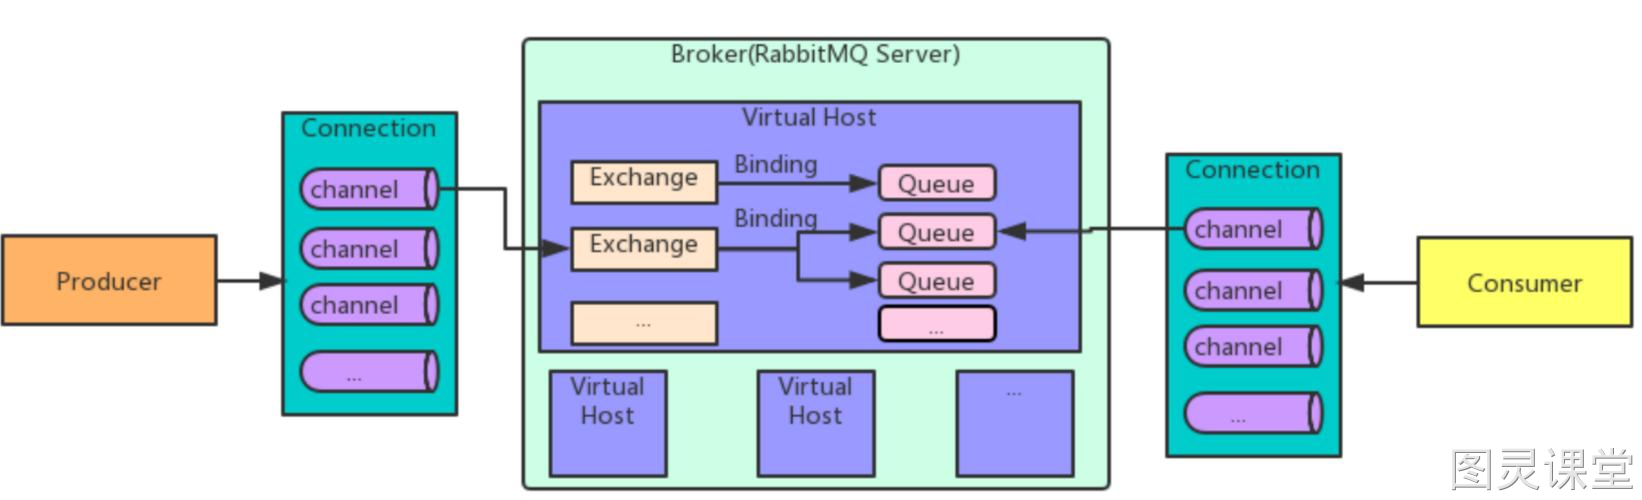 Broker(RabbitMQ Server)
Virtual Host
Connection
channel
channel
channel
...
Producer
Exchange
Binding
Queue
Exchange
Binding
Queue
Queue
...
...
Virtual
Host
Virtual
Host
...
Connection
channel
channel
channel
...
Consumer
图灵课堂